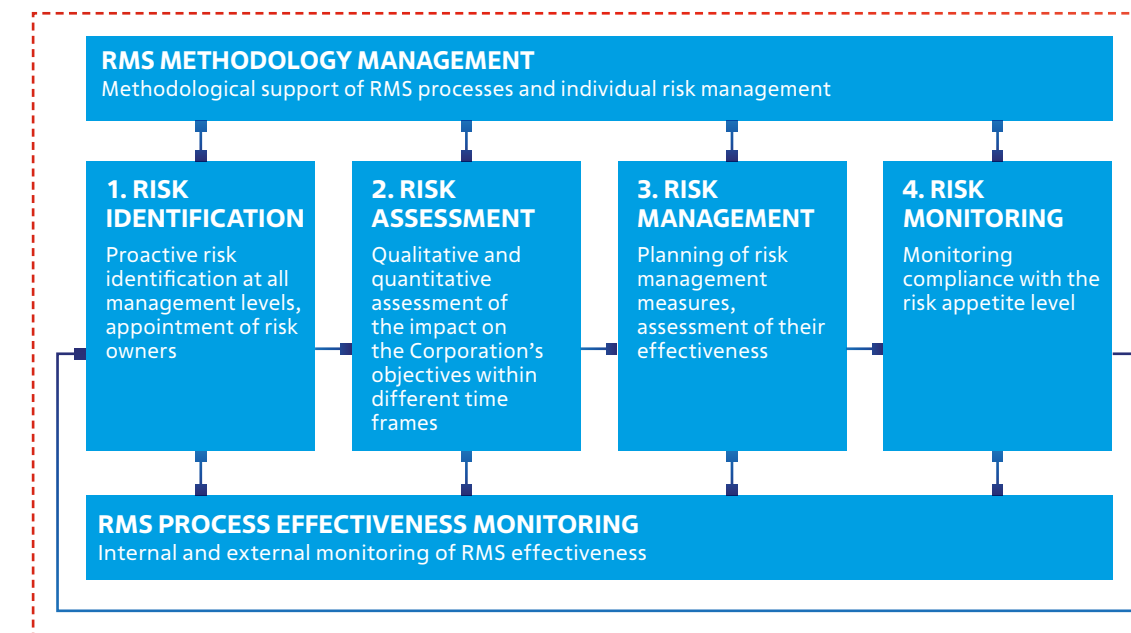 RMS METHODOLOGY MANAGEMENT
Methodological support of RMS processes and individual risk management
1. RISK
IDENTIFICATION
Proactive risk
identification at all
management levels,
appointment of risk
owners
2. RISK
ASSESSMENT
Qualitative and
quantitative
assessment of
the impact on
the Corporation’s
objectives within
different time
frames
3. RISK
MANAGEMENT
Planning of risk
management
measures,
assessment of their
effectiveness
4. RISK
MONITORING
Monitoring
compliance with the
risk appetite level
RMS PROCESS EFFECTIVENESS MONITORING
Internal and external monitoring of RMS effectiveness